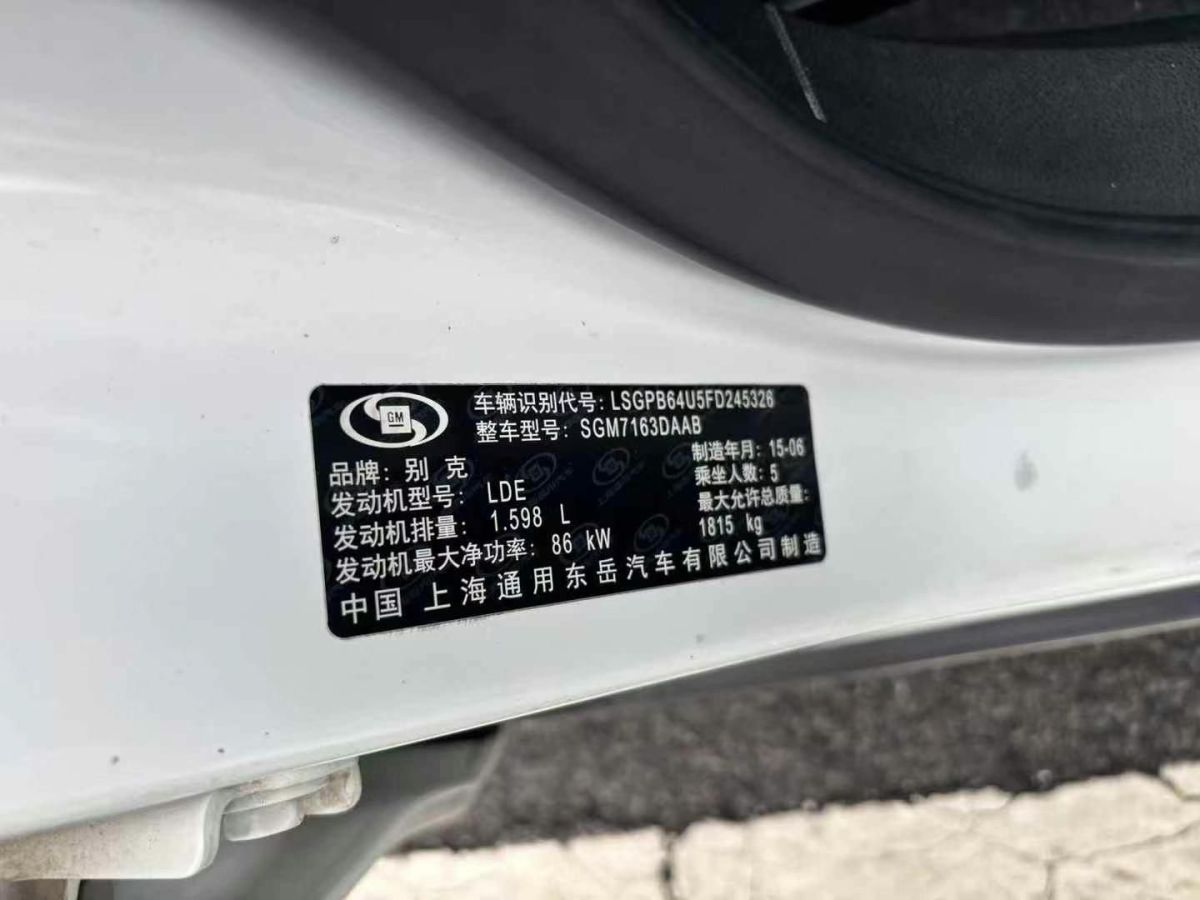 GM
车辆识别代号: LSGPB64U5FD245326
整车型号: SGM7163DAAB
品牌: 别克
制造年月: 15-06
发动机型号: LDE
乘坐人数: 5
发动机排量: 1.598 L
最大允许总质量:
1815 kg
发动机最大净功率: 86 kW
中国 上海通用东岳汽车有限公司制造